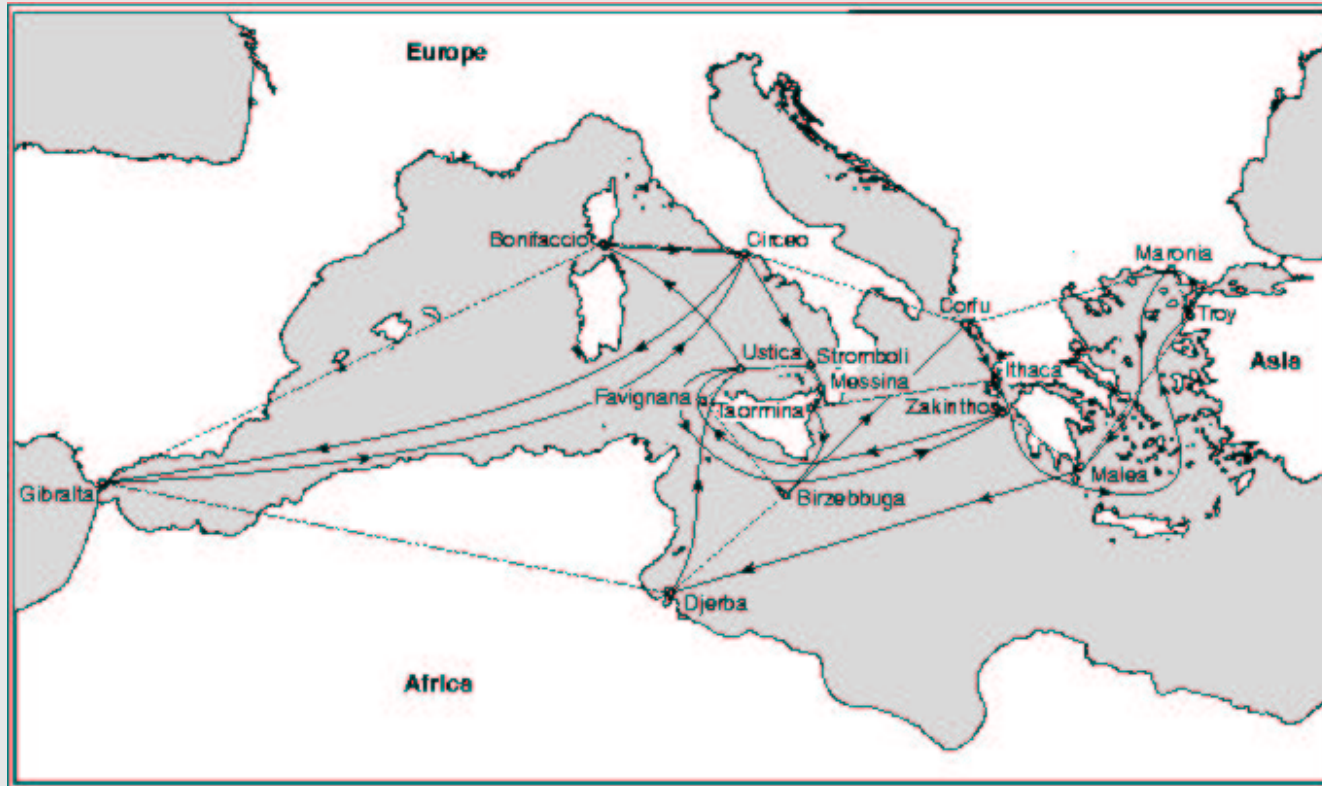 Europe
Bonifaccio
Circeo
Maronia
Corfu
Troy
Ustica
Stromboli
Asia
Messina
Ithaca
Favignana
Taormina
Zakinthos
Gibralta
Malea
Birzebbuga
Djerba
Africa